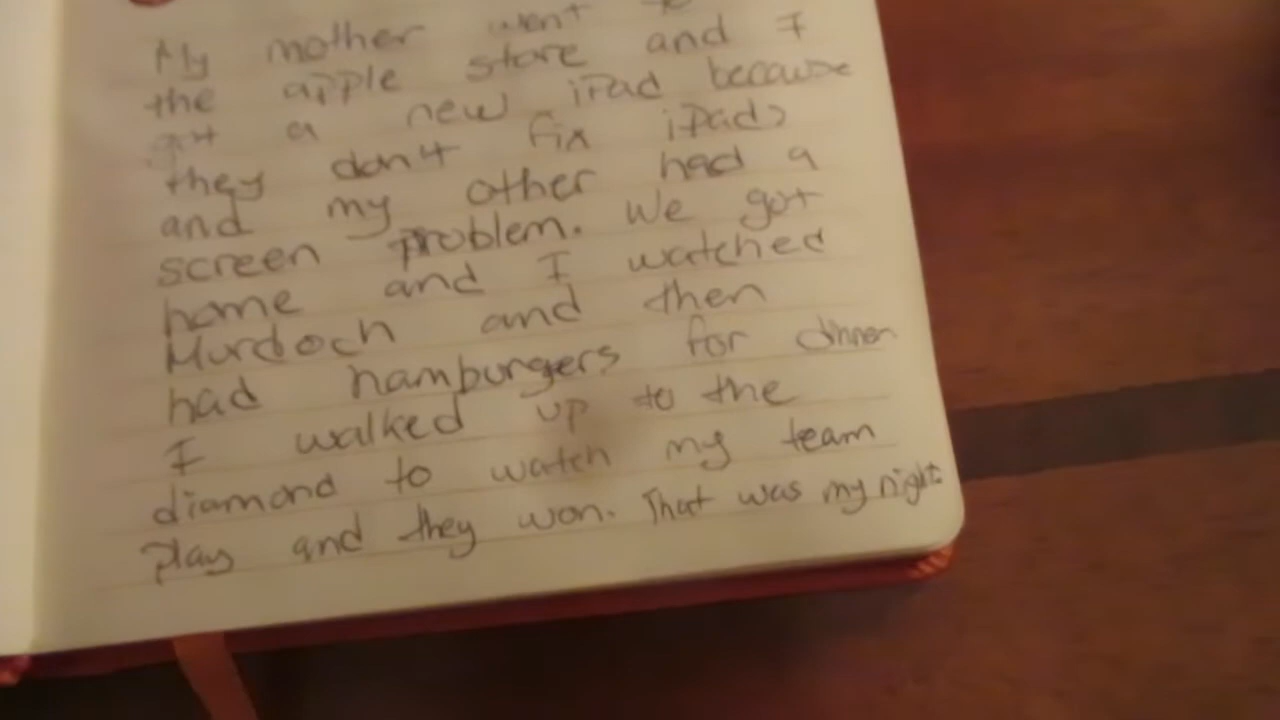 My mother went to
the apple store and I
got a new iPad because
they don't fix iPads
and my other had a
screen problem. We got
home and I watched
Murdoch and then
had hamburgers for dinner
I walked up to the
diamond to watch my team
play and they won. That was my night.